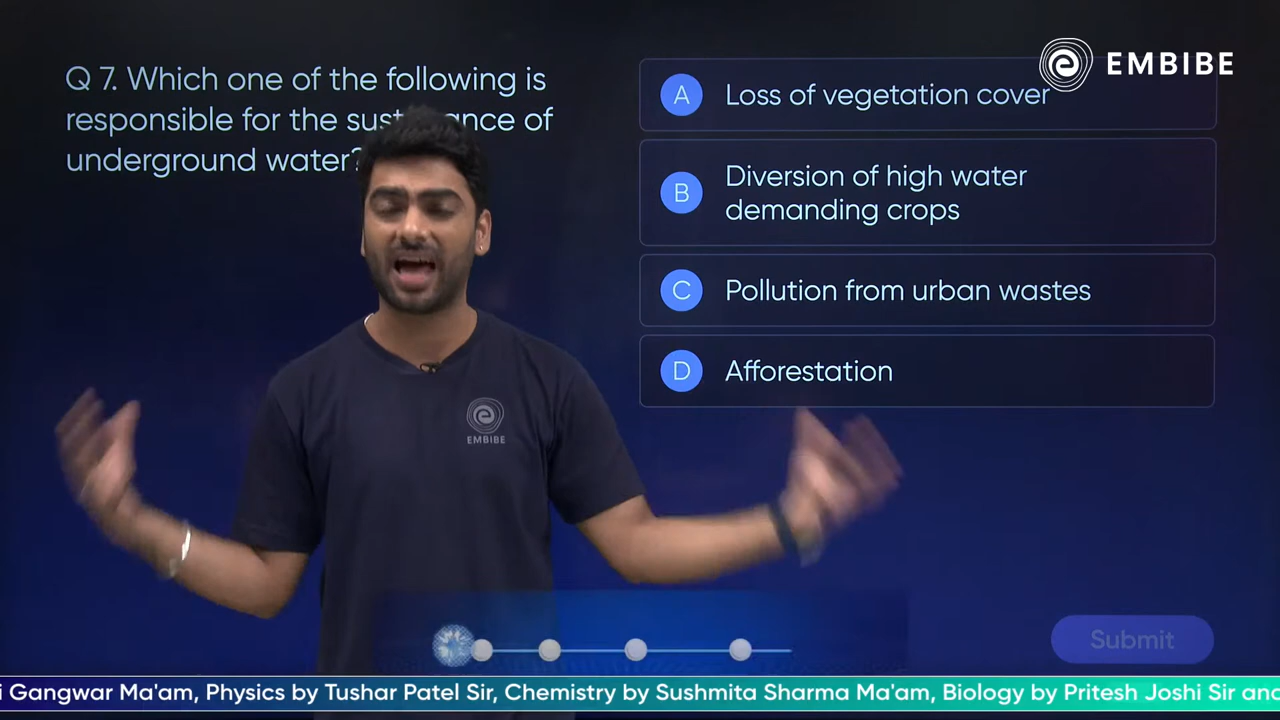 Q 7. Which one of the following is
responsible for the of
underground water?
A Loss of vegetation cover
EMBIBE
B Diversion of high water
demanding crops
C Pollution from urban wastes
D Afforestation
EMBIBE
Submit
i Gangwar Ma'am, Physics by Tushar Patel Sir, Chemistry by Sushmita Sharma Ma'am, Biology by Pritesh Joshi Sir and